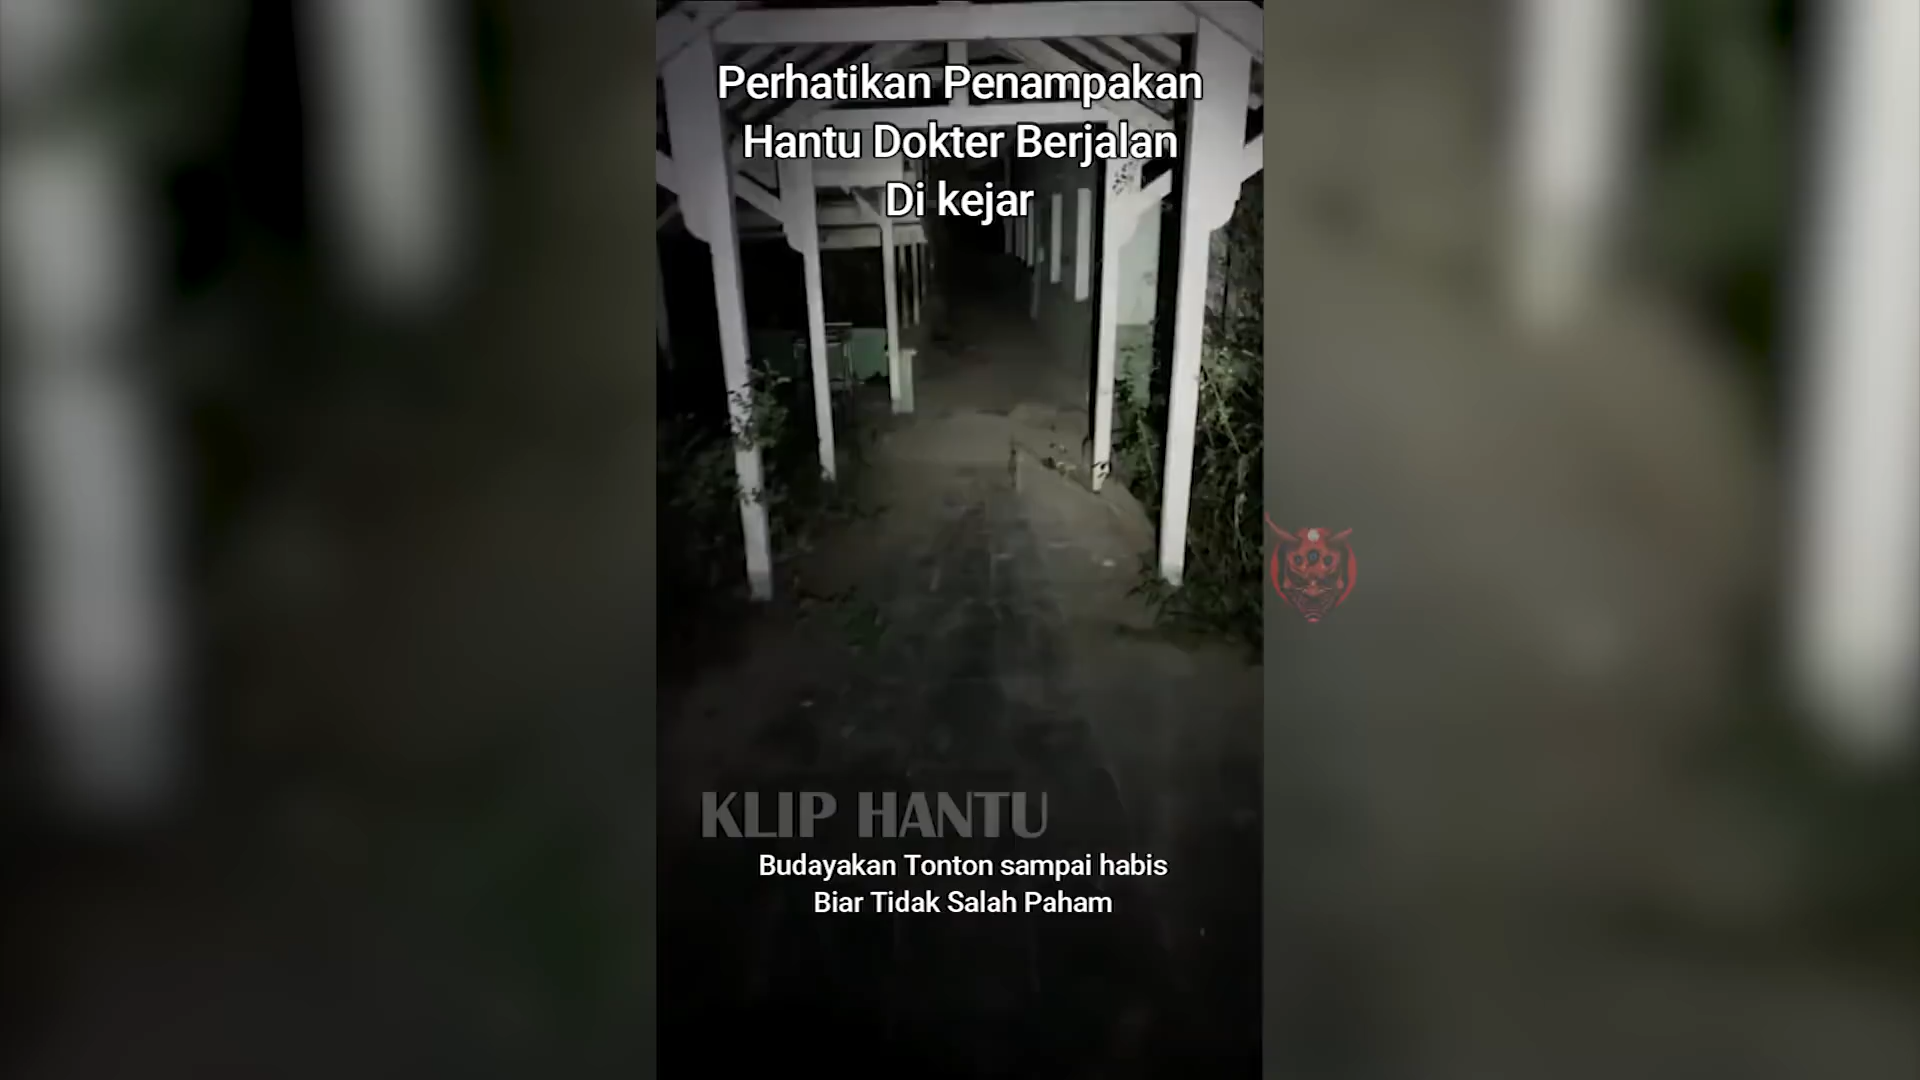 Perhatikan Penampakan
Hantu Dokter Berjalan
Di kejar
KLIP HANTU
Budayakan Tonton sampai habis
Biar Tidak Salah Paham